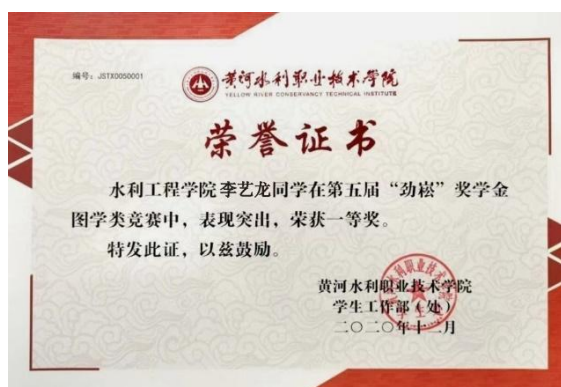 编号：JSTX0050001
黄河水利职业技术学院
YELLOW RIVER CONSERVANCY TECHNICAL INSTITUTE
荣誉证书
水利工程学院李艺龙同学在第五届“劲崧”奖学金
图学类竞赛中，表现突出，荣获一等奖。
特发此证，以兹鼓励。
黄河水利职业技术学院
学生工作部（处）
二〇二〇年十二月